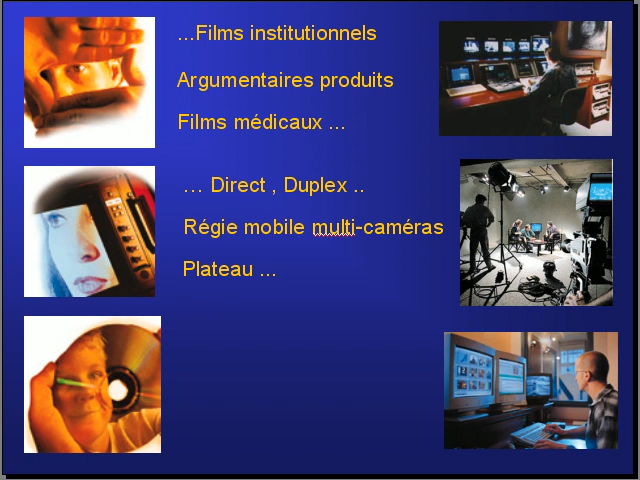 ...Films institutionnels
Argumentaires produits
Films médicaux ...
... Direct , Duplex ..
Régie mobile multi-caméras
Plateau ...